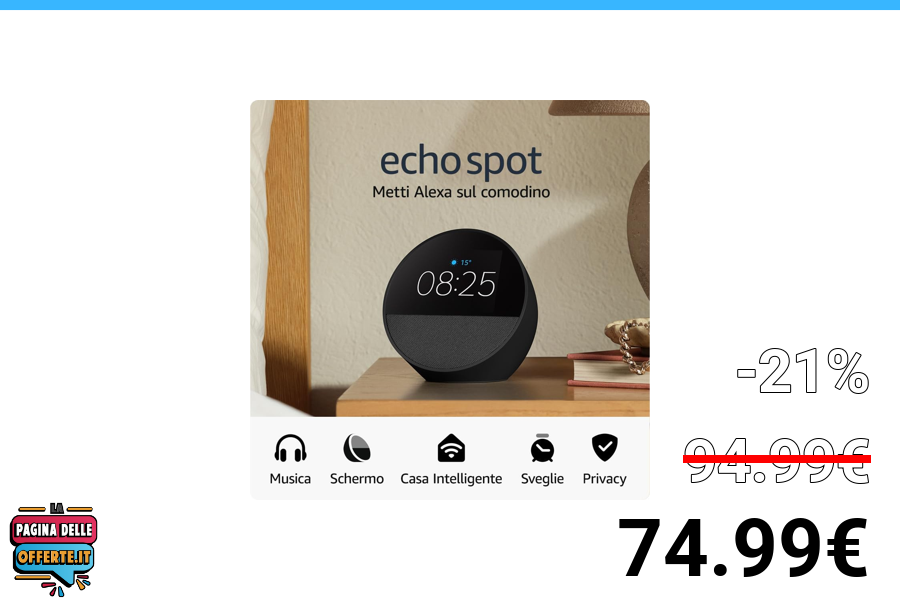 echo spot
Metti Alexa sul comodino
15°
08:25
Musica
Schermo
Casa Intelligente
Sveglie
Privacy
-21%
94.99€
74.99€
LA
PAGINA DELLE
OFFERTE.IT